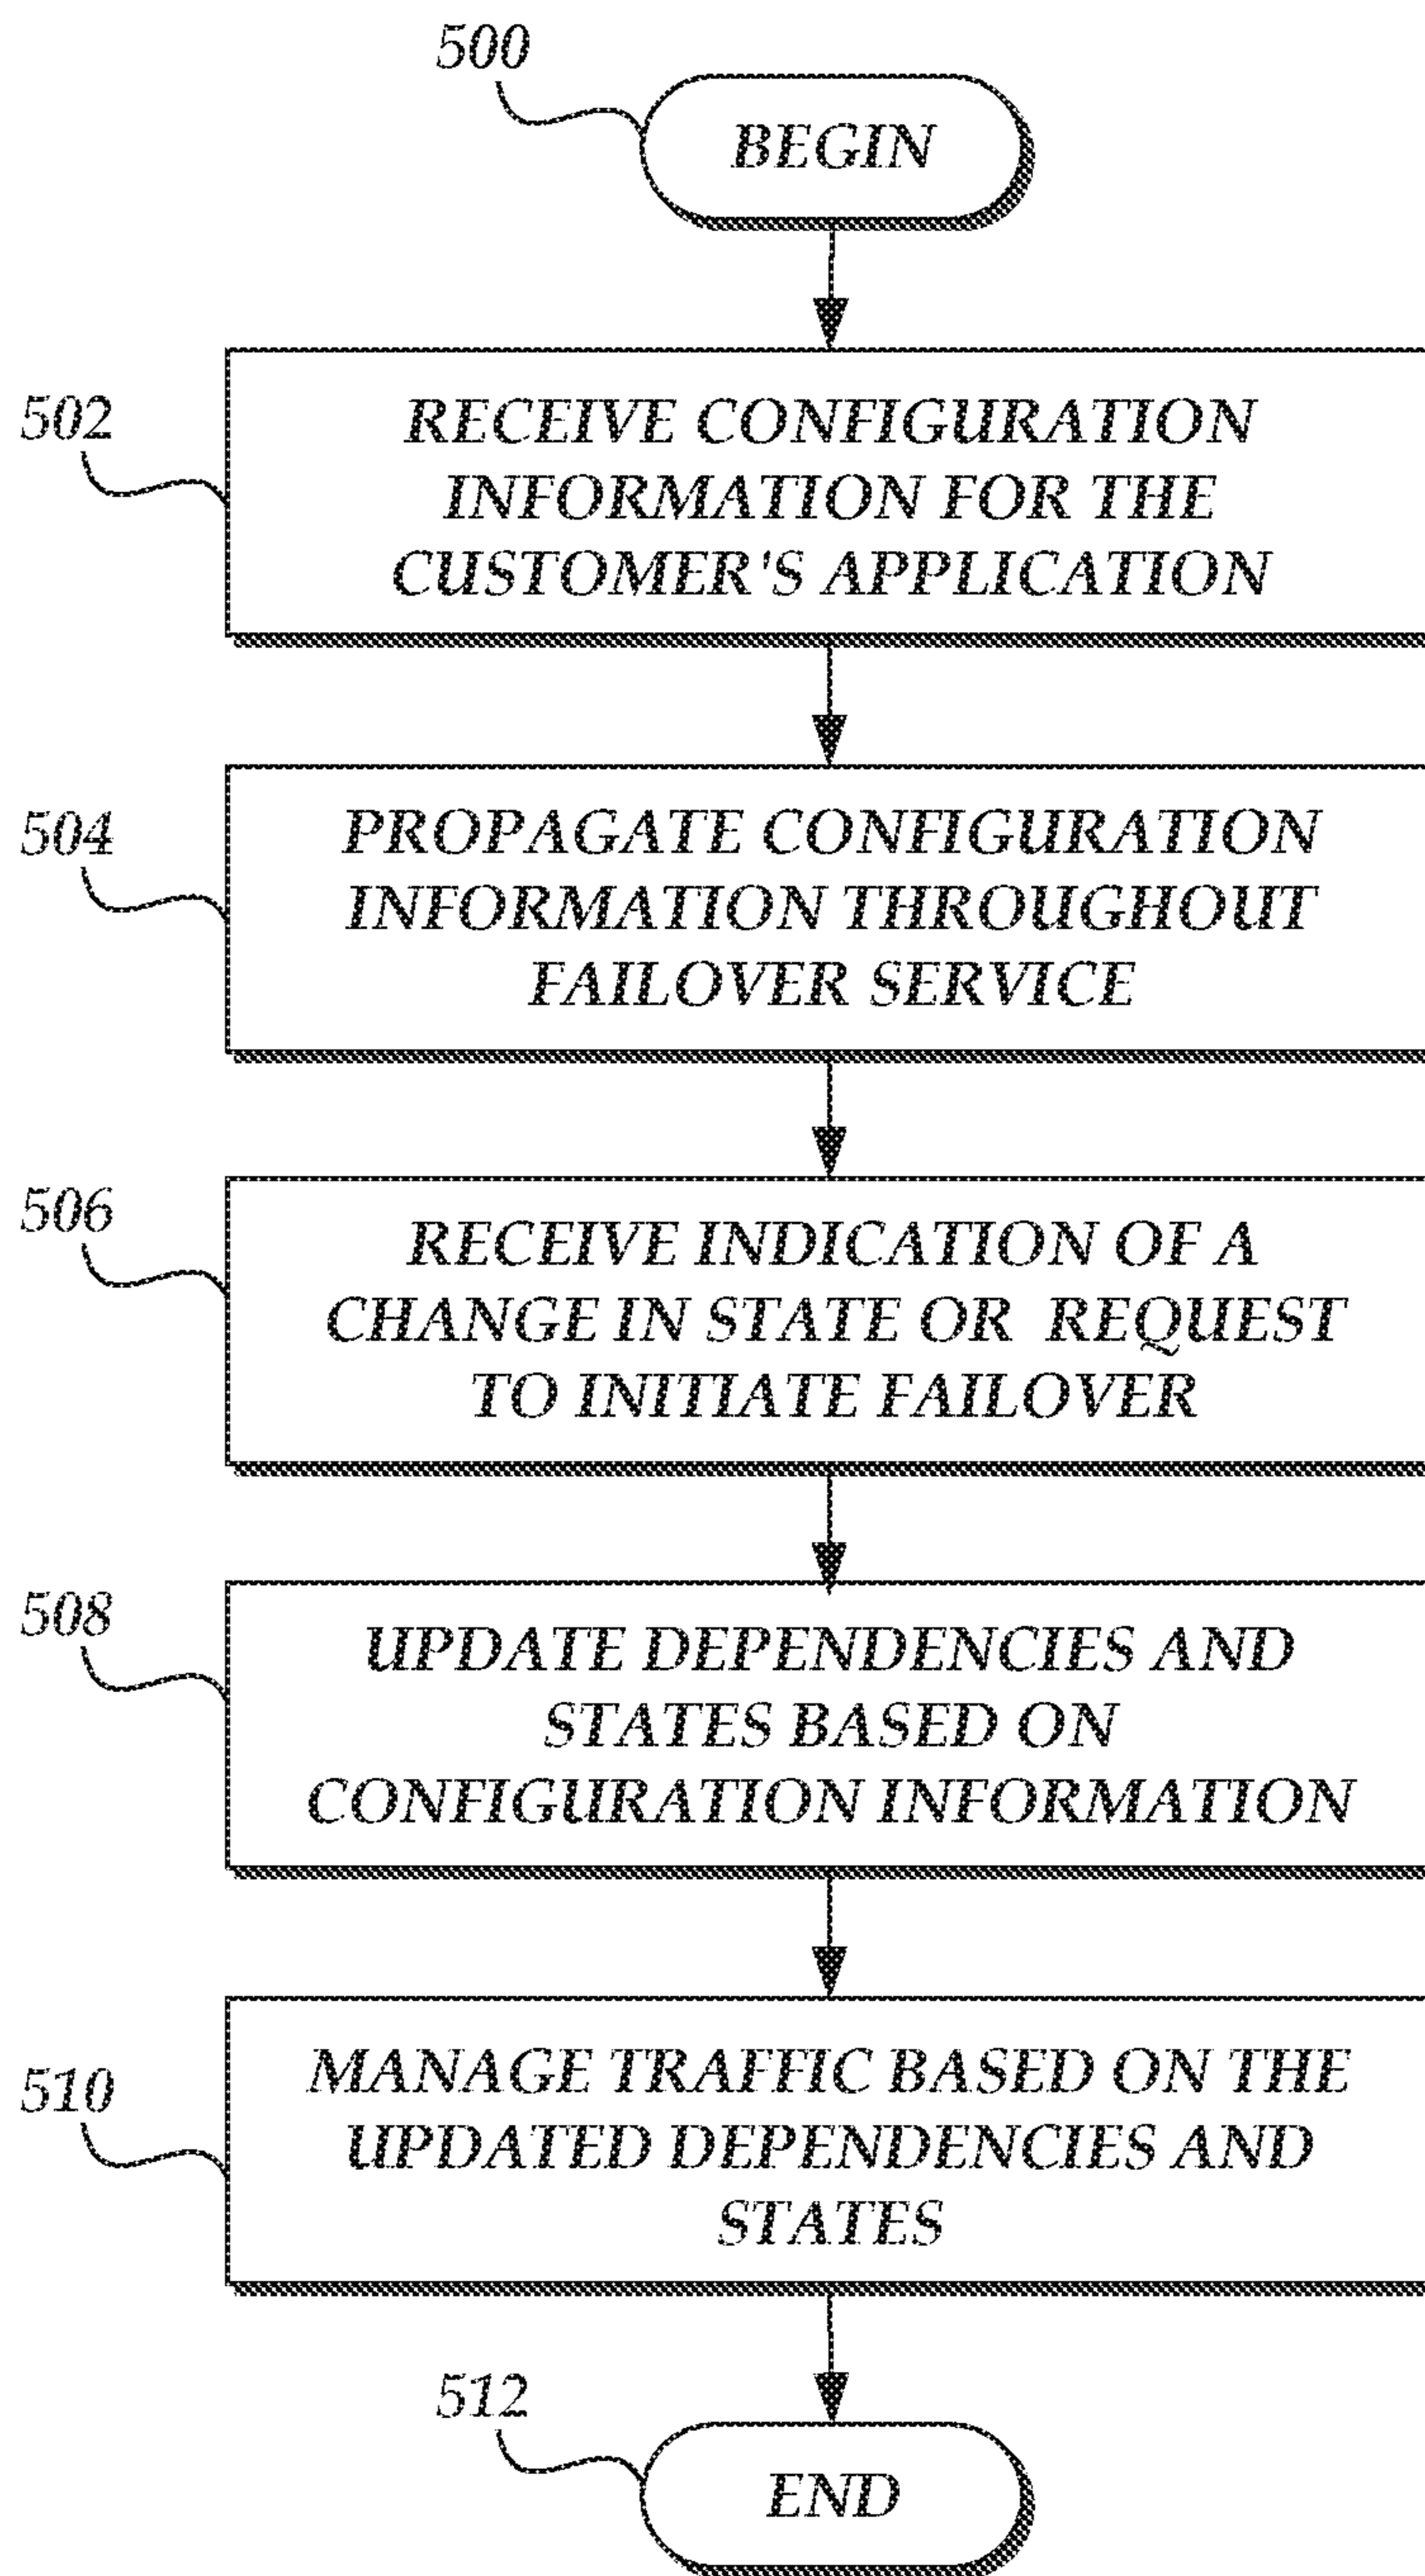 500
BEGIN
502
RECEIVE CONFIGURATION
INFORMATION FOR THE
CUSTOMER'S APPLICATION
504
PROPAGATE CONFIGURATION
INFORMATION THROUGHOUT
FAILOVER SERVICE
506
RECEIVE INDICATION OF A
CHANGE IN STATE OR REQUEST
TO INITIATE FAILOVER
508
UPDATE DEPENDENCIES AND
STATES BASED ON
CONFIGURATION INFORMATION
510
MANAGE TRAFFIC BASED ON THE
UPDATED DEPENDENCIES AND
STATES
512
END